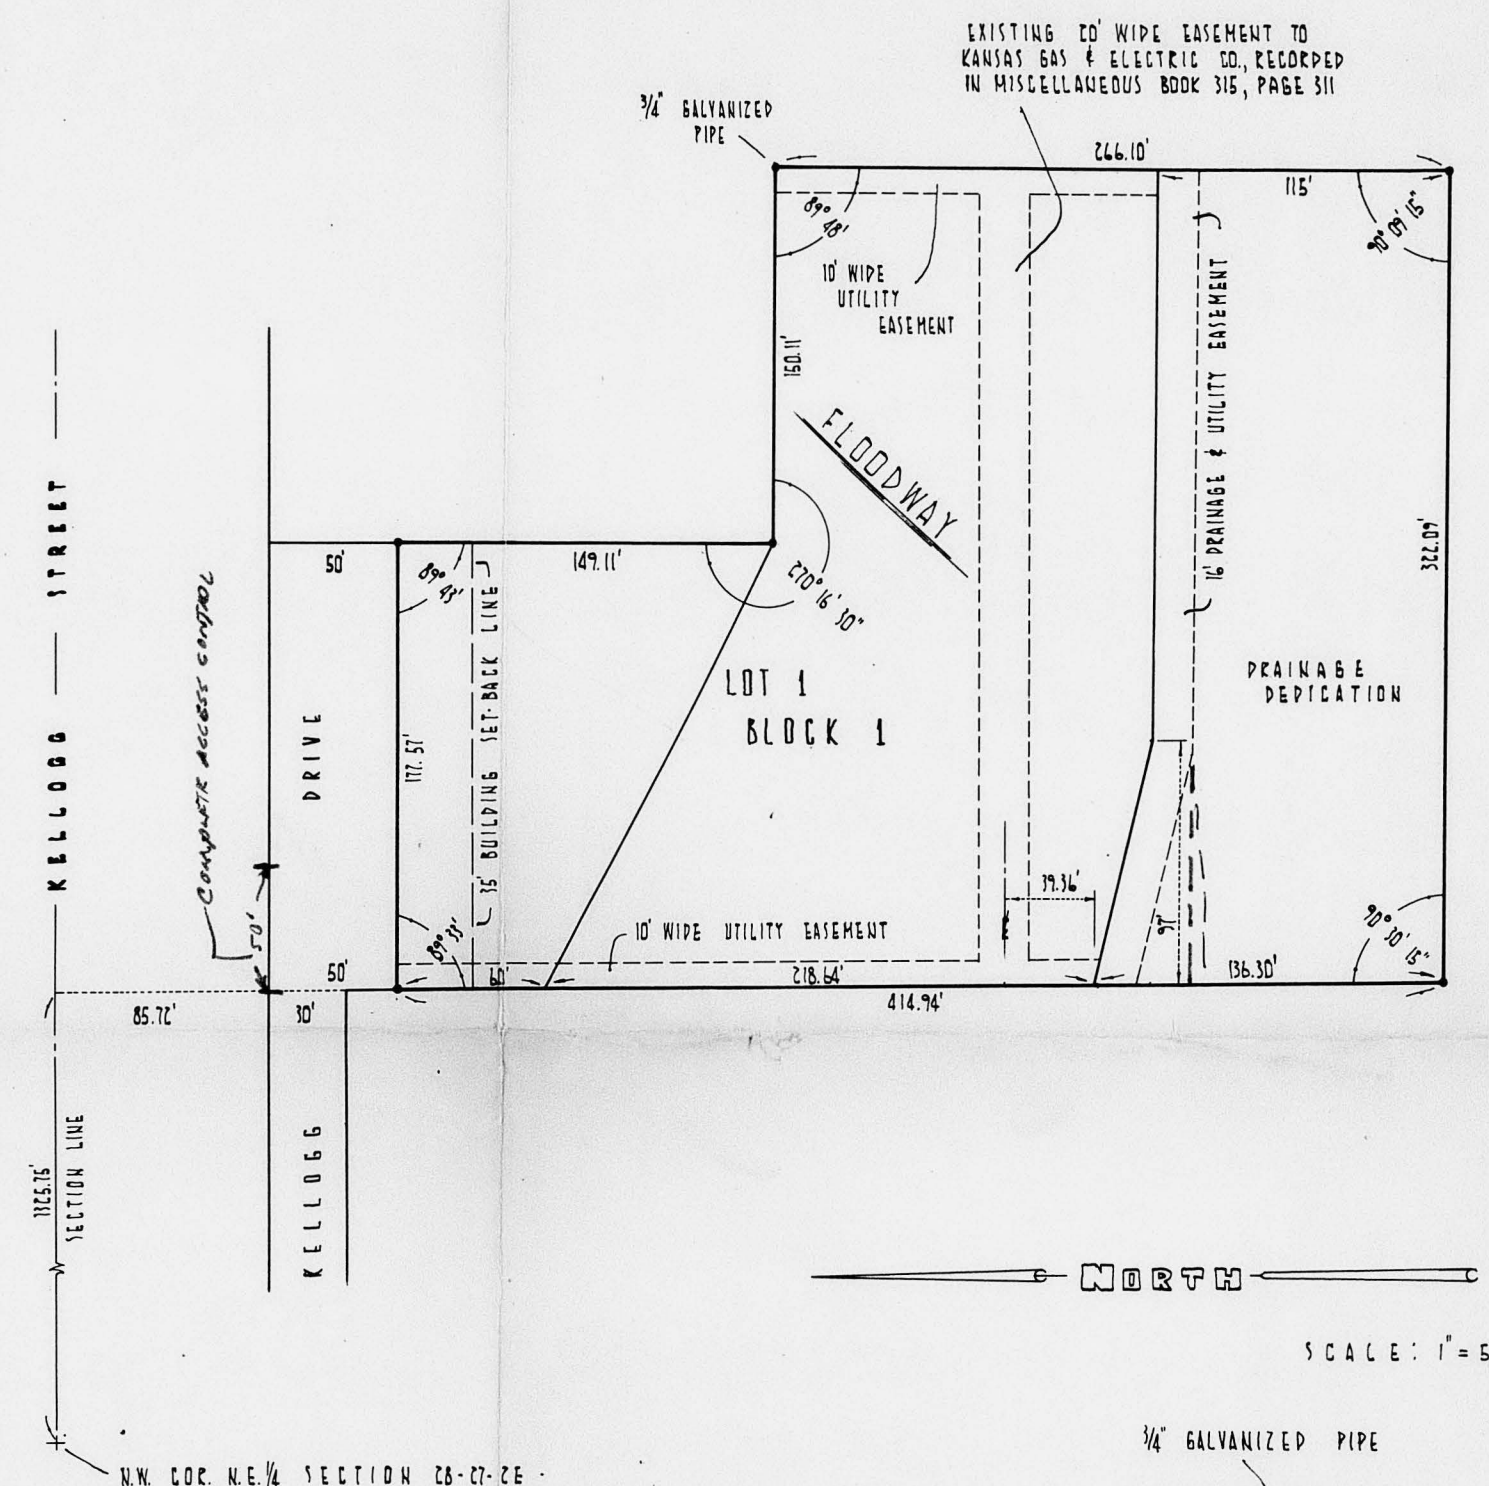 EXISTING 20' WIDE EASEMENT TO
KANSAS GAS & ELECTRIC CO., RECORDED
IN MISCELLANEOUS BOOK 315, PAGE 311
3/4" GALVANIZED
PIPE
266.10'
115'
89°
48'
90° 09' 15"
10' WIDE
UTILITY
EASEMENT
150.11'
16' DRAINAGE & UTILITY EASEMENT
FLOODWAY
322.09'
KELLOGG STREET
COMPLETE ACCESS CONTROL
50'
149.11'
89°
43'
270° 16' 30"
35' BUILDING SET-BACK LINE
DRIVE
177.57'
LOT 1
BLOCK 1
DRAINAGE
DEDICATION
39.36'
97'
50'
89° 33'
10' WIDE UTILITY EASEMENT
90° 30' 15"
50'
60'
218.64'
136.30'
85.72'
30'
414.94'
1325.75'
SECTION LINE
KELLOGG
NORTH
SCALE: 1" = 5
3/4" GALVANIZED PIPE
N.W. COR. N.E. 1/4 SECTION 28-27-2E